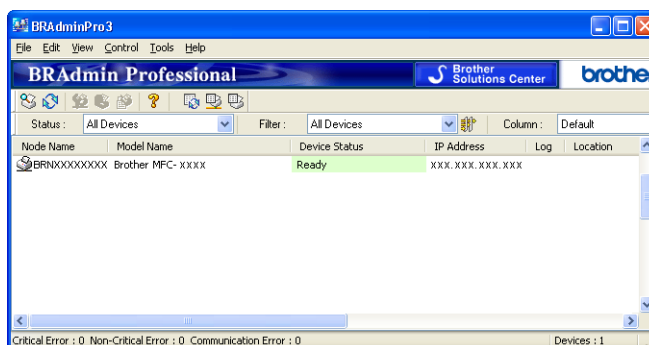 BRAdminPro3
File Edit View Control Tools Help
BRAdmin Professional Brother Solutions Center brothe
Status : All Devices Filter : All Devices Column : Default
Node Name Model Name Device Status IP Address Log Location
BRNXXXXXXX Brother MFC- xxxx Ready xxx.xxx.xxx.xxx
Critical Error : 0 Non-Critical Error : 0 Communication Error : 0 Devices : 1